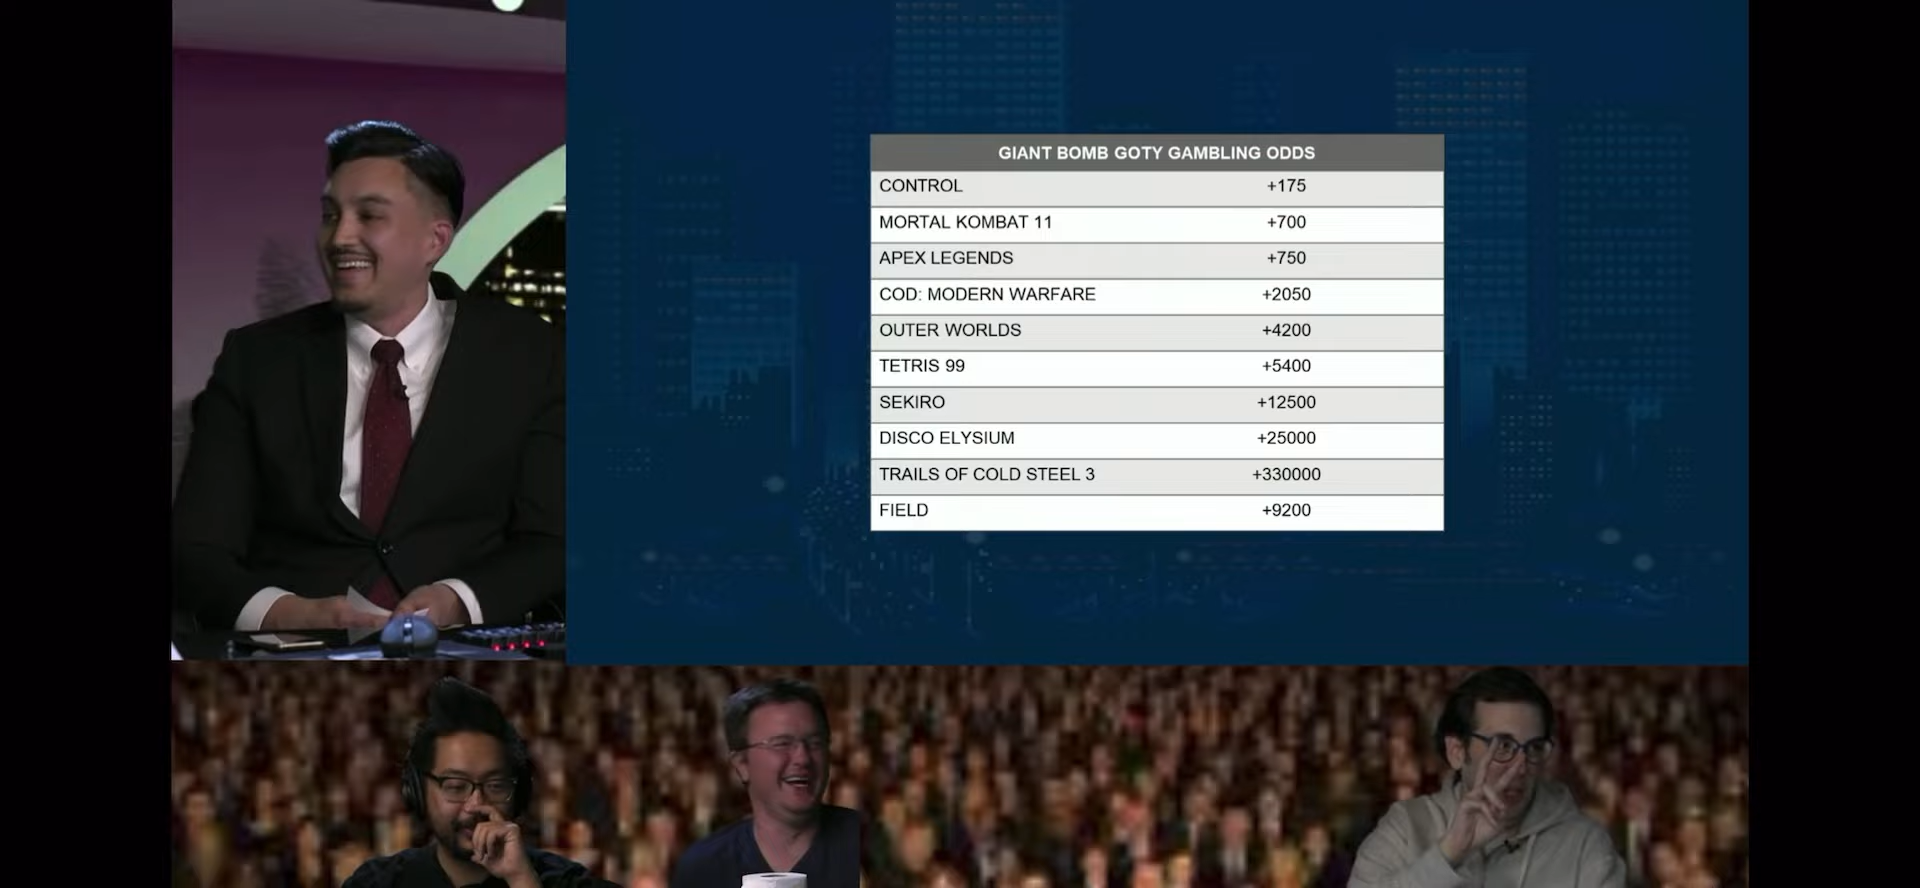 GIANT BOMB GOTY GAMBLING ODDS
CONTROL +175
MORTAL KOMBAT 11 +700
APEX LEGENDS +750
COD: MODERN WARFARE +2050
OUTER WORLDS +4200
TETRIS 99 +5400
SEKIRO +12500
DISCO ELYSIUM +25000
TRAILS OF COLD STEEL 3 +330000
FIELD +9200